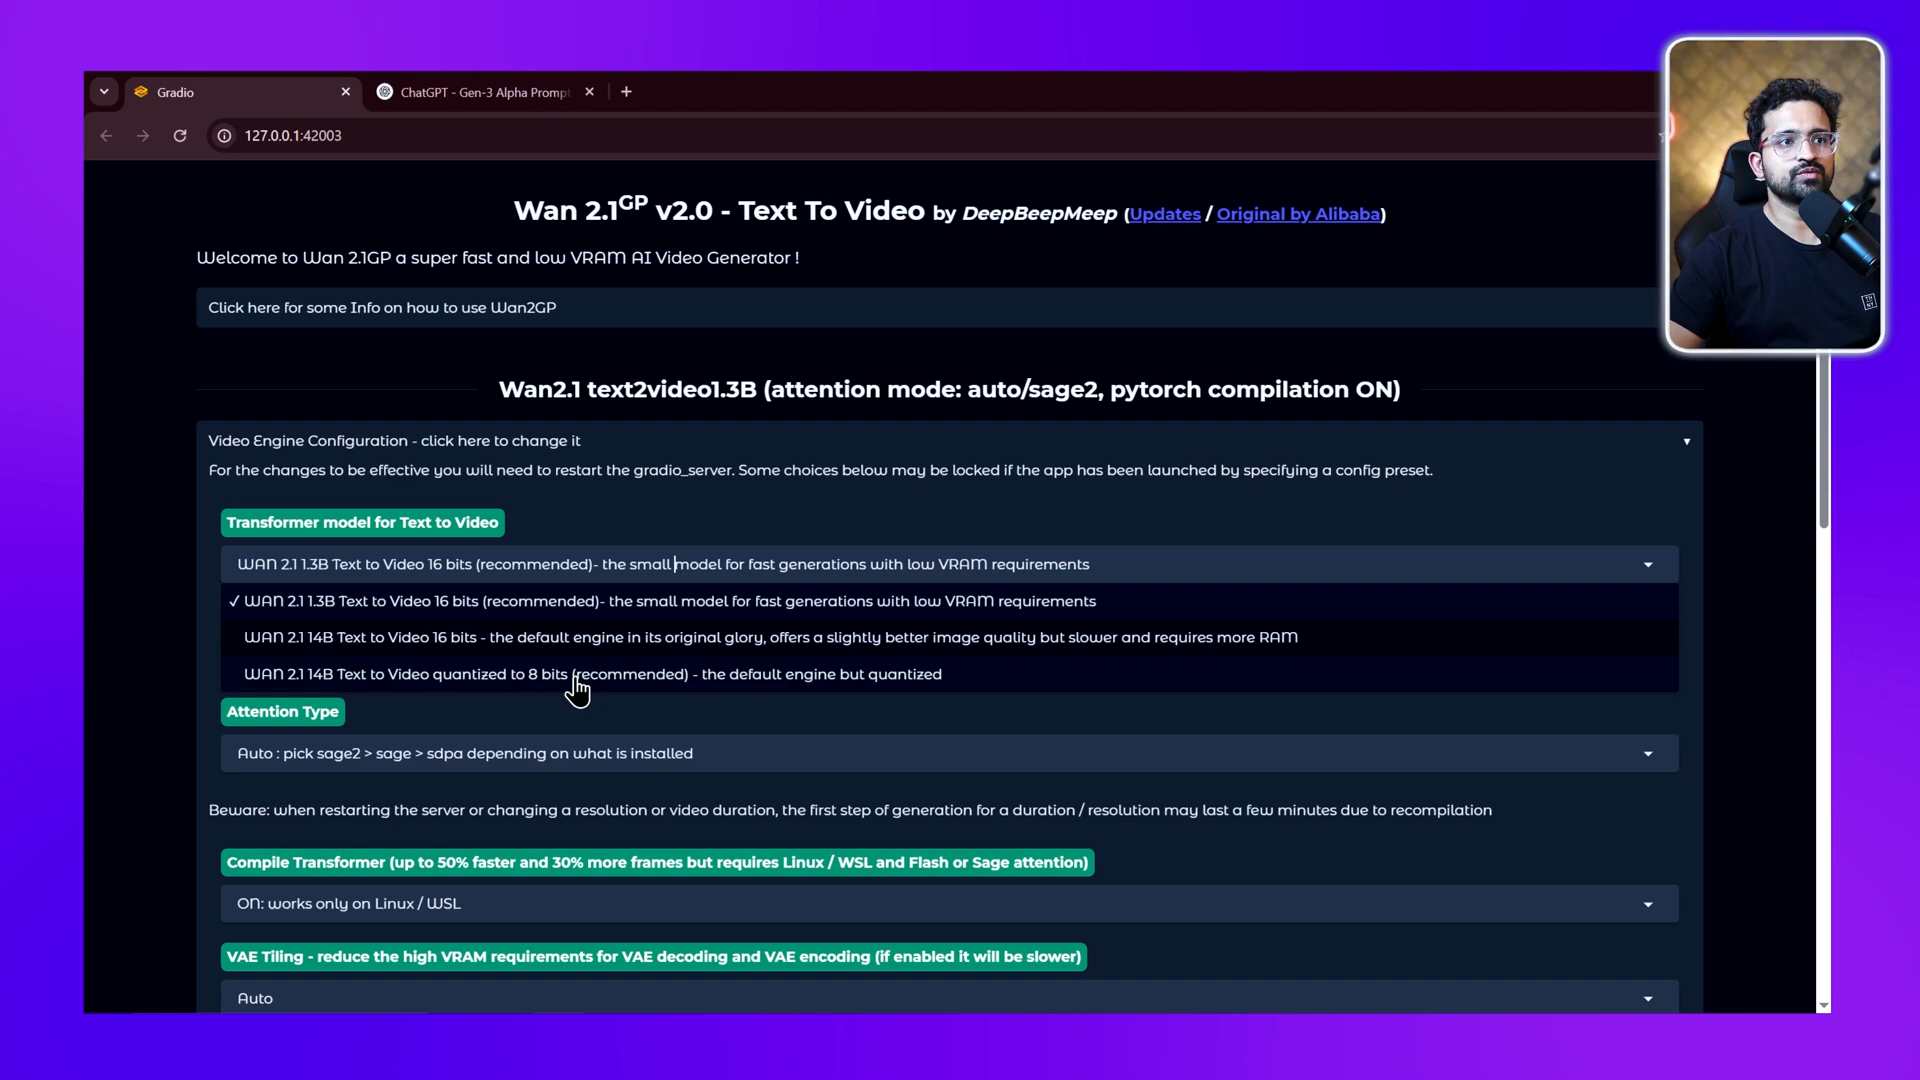 Gradio
ChatGPT - Gen-3 Alpha Prompt
127.0.0.1:42003
Wan 2.1GP v2.0 - Text To Video by DeepBeepMeep (Updates / Original by Alibaba)
Welcome to Wan 2.1GP a super fast and low VRAM AI Video Generator !
Click here for some Info on how to use Wan2GP
Wan2.1 text2video1.3B (attention mode: auto/sage2, pytorch compilation ON)
Video Engine Configuration - click here to change it
For the changes to be effective you will need to restart the gradio_server. Some choices below may be locked if the app has been launched by specifying a config preset.
Transformer model for Text to Video
WAN 2.1 1.3B Text to Video 16 bits (recommended)- the small model for fast generations with low VRAM requirements
✓ WAN 2.1 1.3B Text to Video 16 bits (recommended)- the small model for fast generations with low VRAM requirements
WAN 2.1 14B Text to Video 16 bits - the default engine in its original glory, offers a slightly better image quality but slower and requires more RAM
WAN 2.1 14B Text to Video quantized to 8 bits (recommended) - the default engine but quantized
Attention Type
Auto : pick sage2 > sage > sdpa depending on what is installed
Beware: when restarting the server or changing a resolution or video duration, the first step of generation for a duration / resolution may last a few minutes due to recompilation
Compile Transformer (up to 50% faster and 30% more frames but requires Linux / WSL and Flash or Sage attention)
ON: works only on Linux / WSL
VAE Tiling - reduce the high VRAM requirements for VAE decoding and VAE encoding (if enabled it will be slower)
Auto